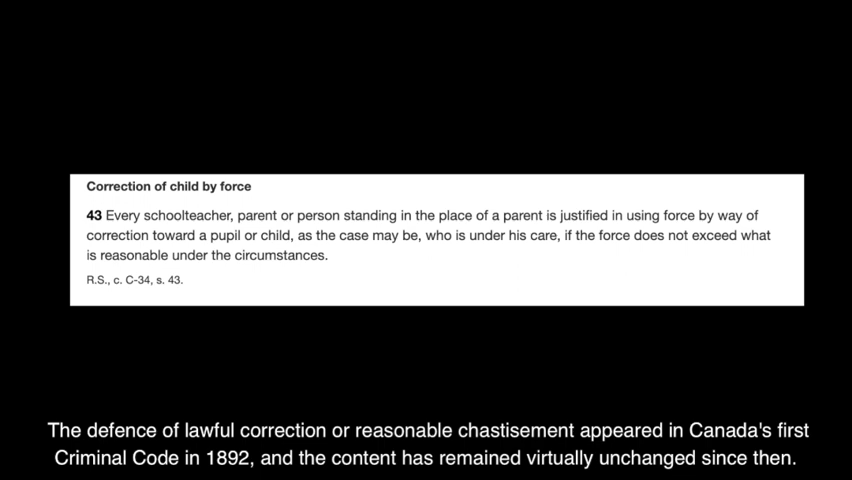 Correction of child by force
43 Every schoolteacher, parent or person standing in the place of a parent is justified in using force by way of
correction toward a pupil or child, as the case may be, who is under his care, if the force does not exceed what
is reasonable under the circumstances.
R.S., c. C-34, s. 43.
The defence of lawful correction or reasonable chastisement appeared in Canada's first
Criminal Code in 1892, and the content has remained virtually unchanged since then.